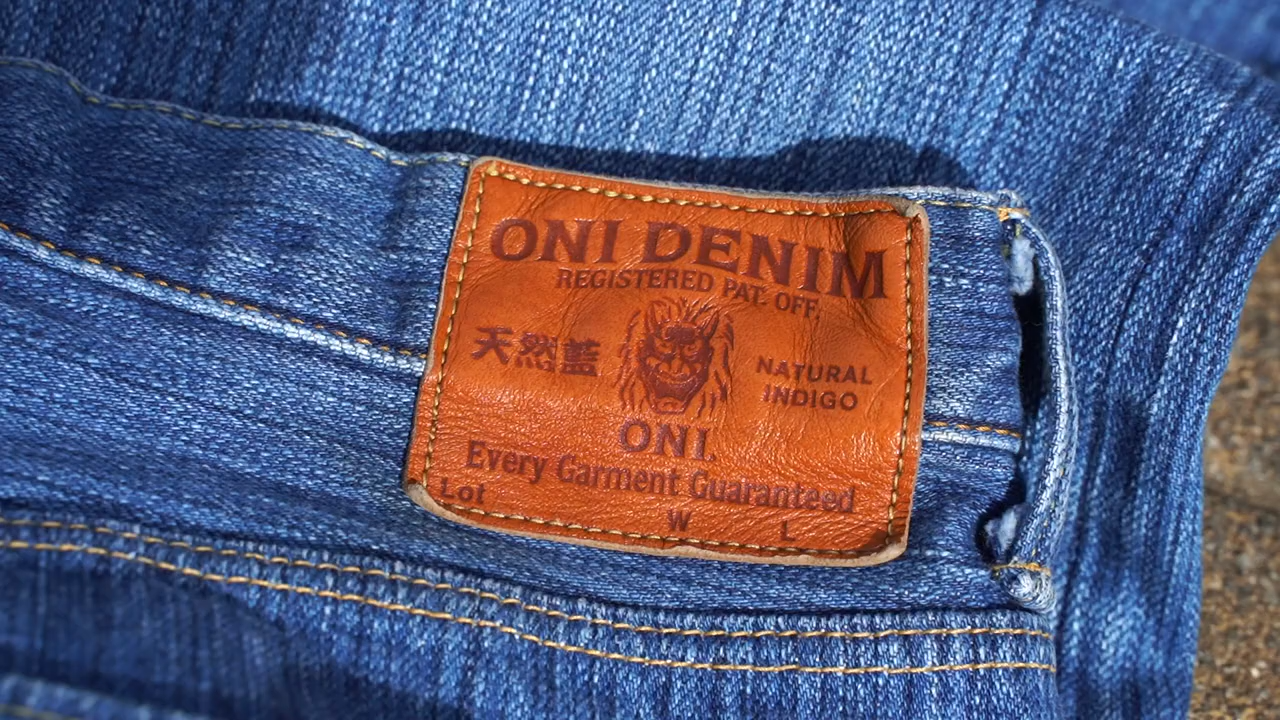 ONI DENIM
REGISTERED PAT. OFF.
天然藍
NATURAL
INDIGO
ONI.
Every Garment Guaranteed
Lot
W L